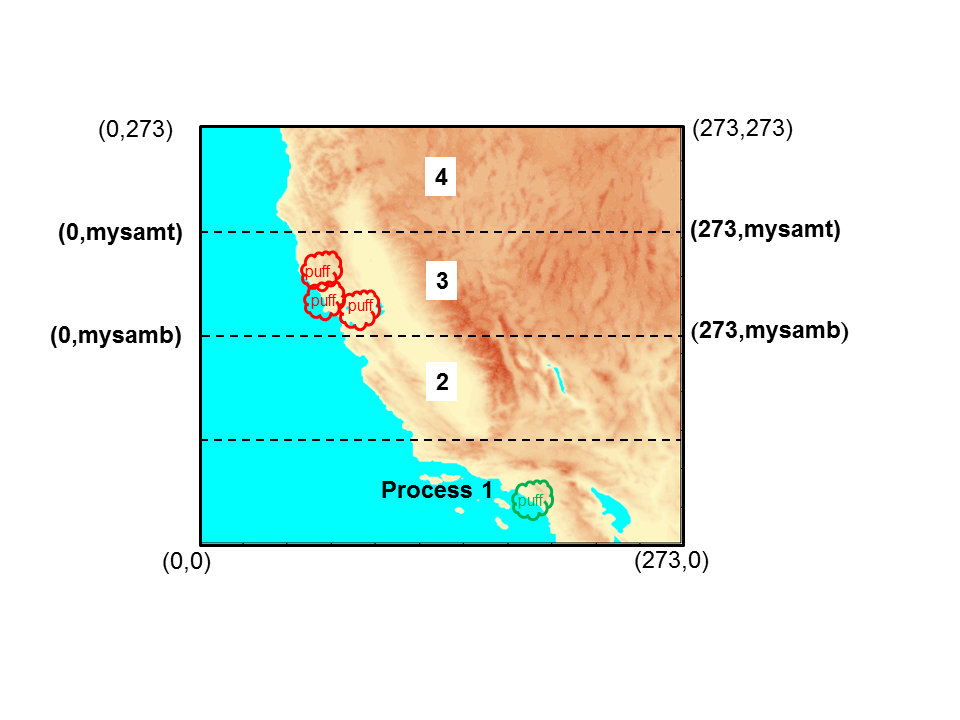 (0,273)
(273,273)
4
(0,mysamt)
(273,mysamt)
puff
3
puff
puff
(0,mysamb)
(273,mysamb)
2
Process 1
puff
(0,0)
(273,0)